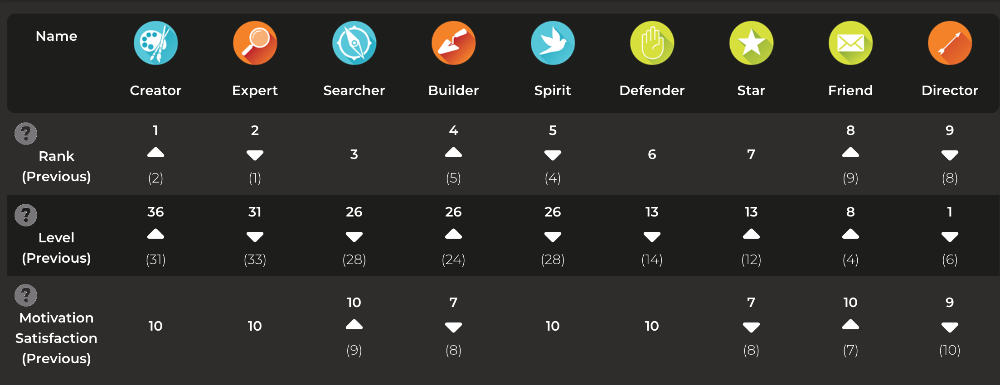 Name
Creator Expert Searcher Builder Spirit Defender Star Friend Director
? Rank (Previous)
1 2 3 4 5 6 7 8 9
(2) (1) (5) (4) (9) (8)
? Level (Previous)
36 31 26 26 26 13 13 8 1
(31) (33) (28) (24) (28) (14) (12) (4) (6)
? Motivation Satisfaction (Previous)
10 10 10 7 10 10 7 10 9
(9) (8) (8) (7) (10)